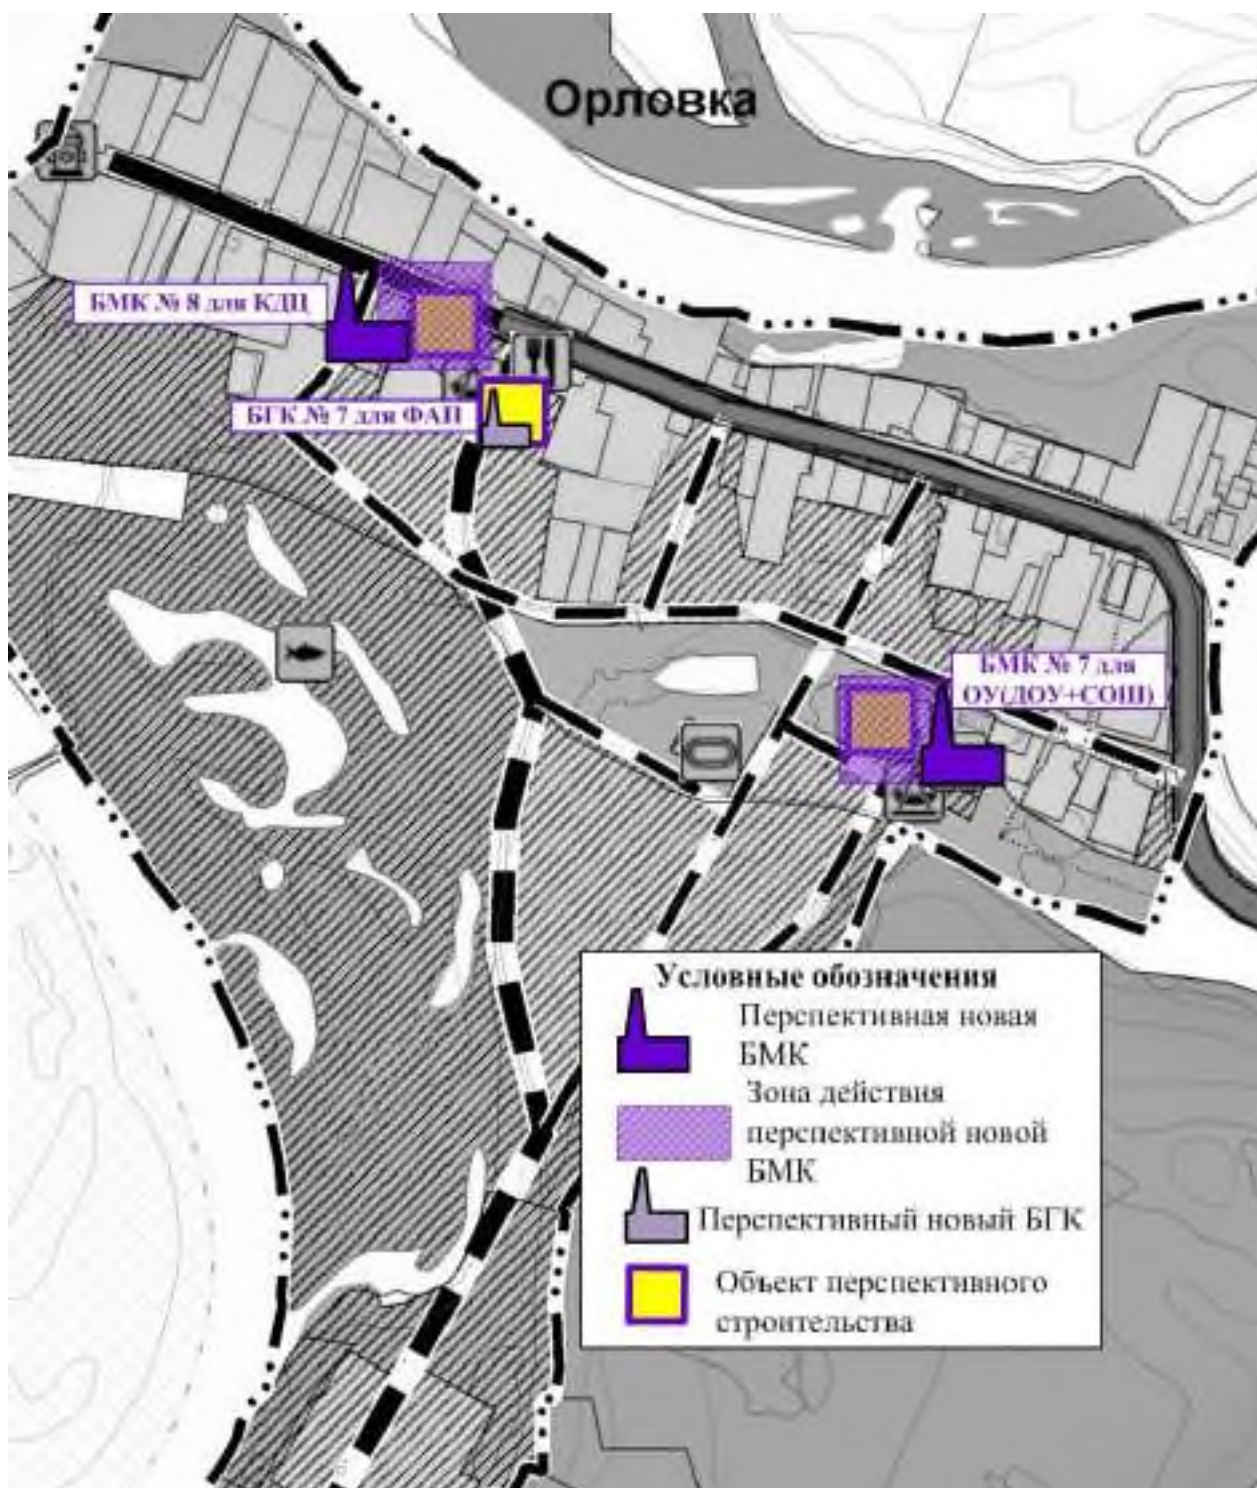 Орловка
БМК № 8 для КДЦ
БГК № 7 для ФАП
БМК № 7 для
ОУ(ДОУ+СОШ)
Условные обозначения
Перспективная новая
БМК
Зона действия
перспективной новой
БМК
Перспективный новый БГК
Объект перспективного
строительства